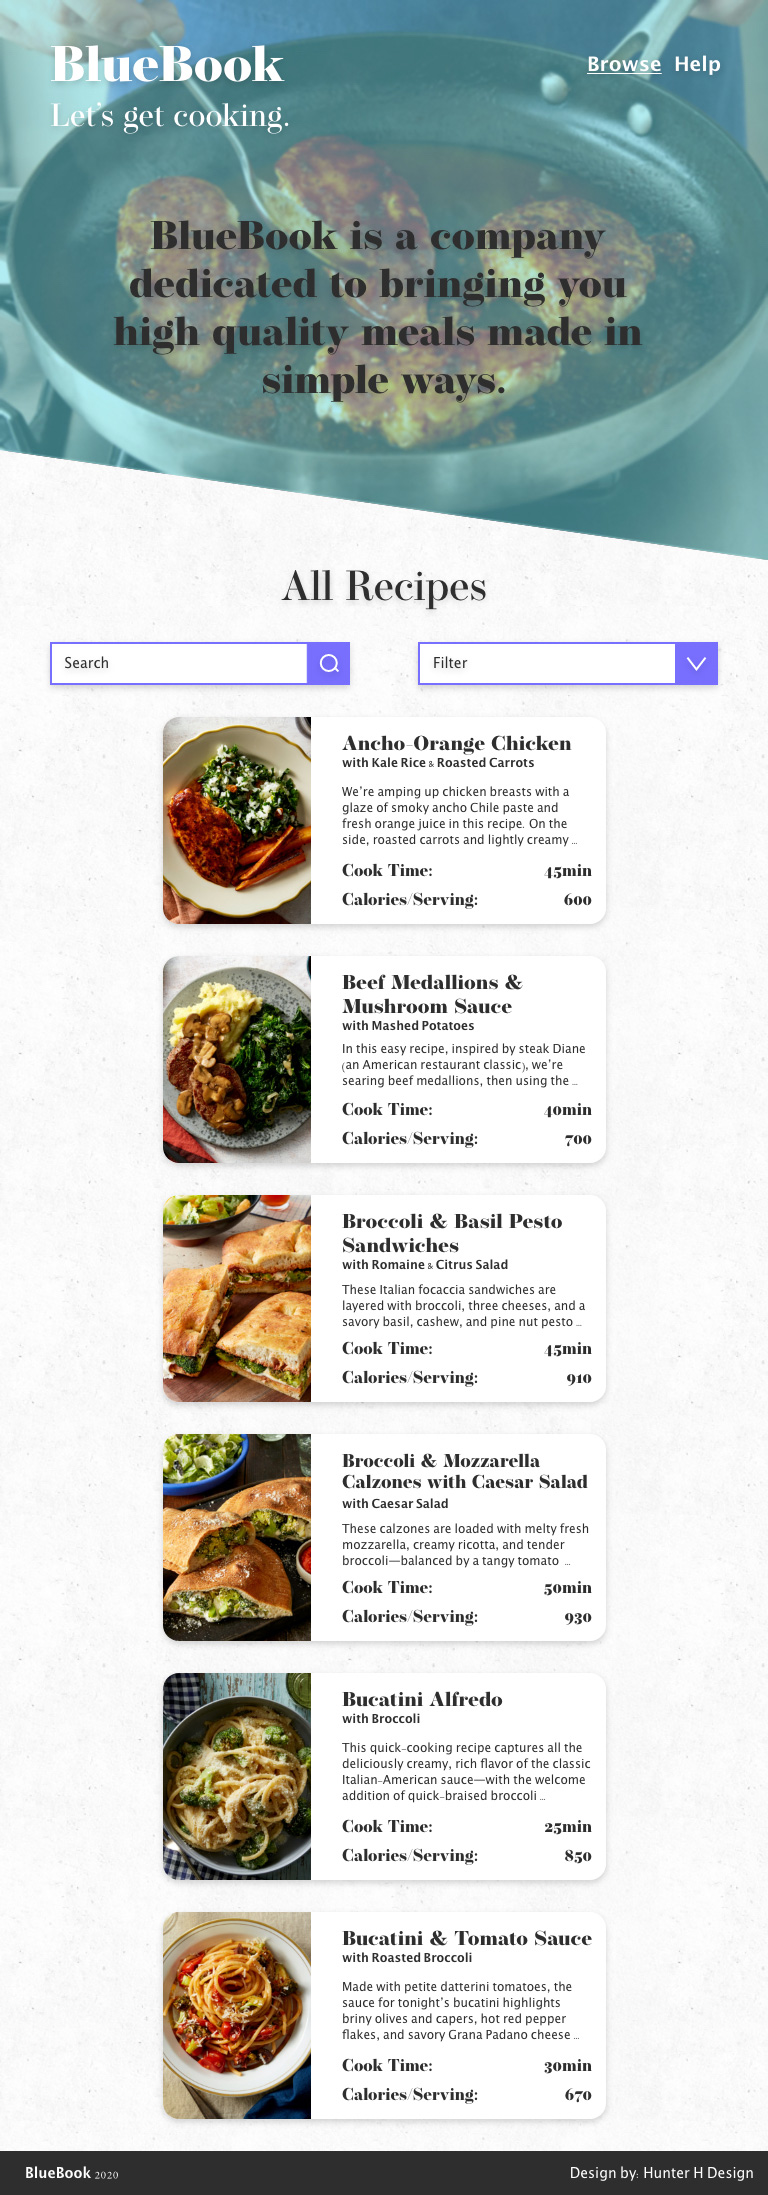 BlueBook
Browse Help
Let's get cooking.
BlueBook is a company
dedicated to bringing you
high quality meals made in
simple ways.
All Recipes
Search
Filter
Ancho-Orange Chicken
with Kale Rice & Roasted Carrots
We're amping up chicken breasts with a
glaze of smoky ancho Chile paste and
fresh orange juice in this recipe. On the
side, roasted carrots and lightly creamy ...
Cook Time: 45min
Calories/Serving: 600
Beef Medallions &
Mushroom Sauce
with Mashed Potatoes
In this easy recipe, inspired by steak Diane
(an American restaurant classic), we're
searing beef medallions, then using the ...
Cook Time: 40min
Calories/Serving: 700
Broccoli & Basil Pesto
Sandwiches
with Romaine & Citrus Salad
These Italian focaccia sandwiches are
layered with broccoli, three cheeses, and a
savory basil, cashew, and pine nut pesto ...
Cook Time: 45min
Calories/Serving: 910
Broccoli & Mozzarella
Calzones with Caesar Salad
with Caesar Salad
These calzones are loaded with melty fresh
mozzarella, creamy ricotta, and tender
broccoli—balanced by a tangy tomato ...
Cook Time: 50min
Calories/Serving: 930
Bucatini Alfredo
with Broccoli
This quick-cooking recipe captures all the
deliciously creamy, rich flavor of the classic
Italian-American sauce—with the welcome
addition of quick-braised broccoli ...
Cook Time: 25min
Calories/Serving: 850
Bucatini & Tomato Sauce
with Roasted Broccoli
Made with petite datterini tomatoes, the
sauce for tonight's bucatini highlights
briny olives and capers, hot red pepper
flakes, and savory Grana Padano cheese ...
Cook Time: 30min
Calories/Serving: 670
BlueBook 2020
Design by: Hunter H Design